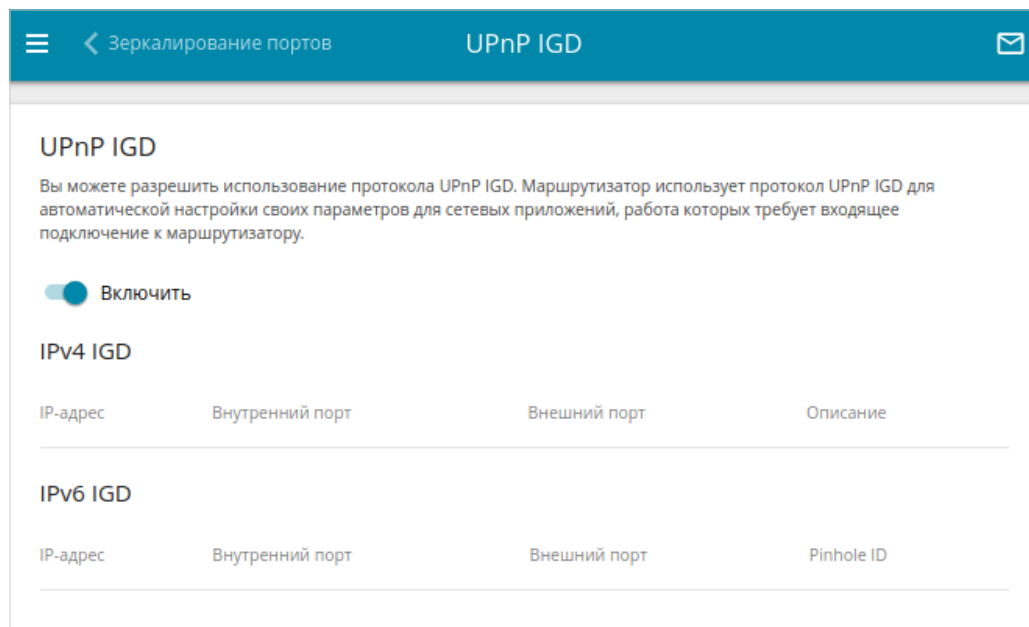 Зеркалирование портов UPnP IGD
UPnP IGD
Вы можете разрешить использование протокола UPnP IGD. Маршрутизатор использует протокол UPnP IGD для
автоматической настройки своих параметров для сетевых приложений, работа которых требует входящее
подключение к маршрутизатору.
Включить
IPv4 IGD
IP-адрес Внутренний порт Внешний порт Описание
IPv6 IGD
IP-адрес Внутренний порт Внешний порт Pinhole ID